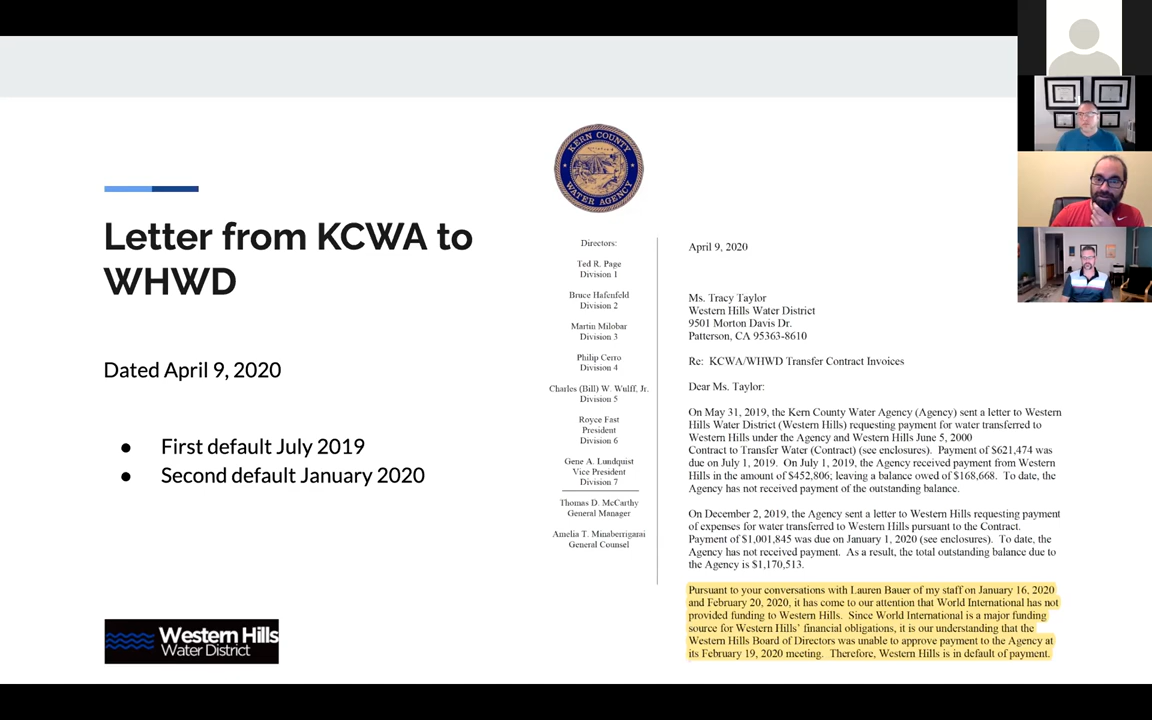 Letter from KCWA to
WHWD
Dated April 9, 2020
● First default July 2019
● Second default January 2020
Western Hills
Water District
KERN COUNTY
WATER AGENCY
Directors:
Ted R. Page
Division 1
Bruce Hafenfeld
Division 2
Martin Milobar
Division 3
Philip Cerro
Division 4
Charles (Bill) W. Wulff, Jr.
Division 5
Royce Fast
President
Division 6
Gene A. Lundquist
Vice President
Division 7
Thomas D. McCarthy
General Manager
Amelia T. Minaberrigarai
General Counsel
April 9, 2020
Ms. Tracy Taylor
Western Hills Water District
9501 Morton Davis Dr.
Patterson, CA 95363-8610
Re: KCWA/WHWD Transfer Contract Invoices
Dear Ms. Taylor:
On May 31, 2019, the Kern County Water Agency (Agency) sent a letter to Western
Hills Water District (Western Hills) requesting payment for water transferred to
Western Hills under the Agency and Western Hills June 5, 2000
Contract to Transfer Water (Contract) (see enclosures). Payment of $621,474 was
due on July 1, 2019. On July 1, 2019, the Agency received payment from Western
Hills in the amount of $452,806; leaving a balance owed of $168,668. To date, the
Agency has not received payment of the outstanding balance.
On December 2, 2019, the Agency sent a letter to Western Hills requesting payment
of expenses for water transferred to Western Hills pursuant to the Contract.
Payment of $1,001,845 was due on January 1, 2020 (see enclosures). To date, the
Agency has not received payment. As a result, the total outstanding balance due to
the Agency is $1,170,513.
Pursuant to your conversations with Lauren Bauer of my staff on January 16, 2020
and February 20, 2020, it has come to our attention that World International has not
provided funding to Western Hills. Since World International is a major funding
source for Western Hills' financial obligations, it is our understanding that the
Western Hills Board of Directors was unable to approve payment to the Agency at
its February 19, 2020 meeting. Therefore, Western Hills is in default of payment.